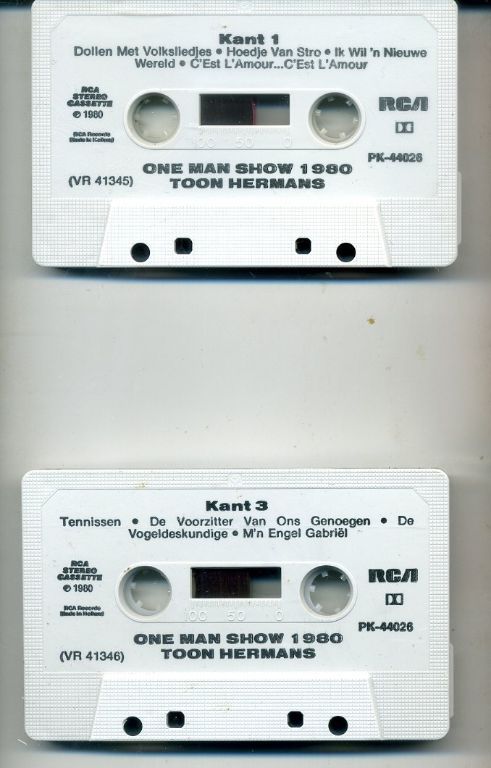 Kant 1
Dollen Met Volksliedjes • Hoedje Van Stro • Ik Wil 'n Nieuwe
Wereld • C'Est L'Amour...C'Est L'Amour
RCA
STEREO
CASSETTE
℗ 1980
RCA Records
(Made in Holland)
100 50 0
RCA
PK-44026
ONE MAN SHOW 1980
(VR 41345)
TOON HERMANS
Kant 3
Tennissen • De Voorzitter Van Ons Genoegen • De
Vogeldeskundige • M'n Engel Gabriël
RCA
STEREO
CASSETTE
℗ 1980
RCA Records
(Made in Holland)
100 50 0
RCA
PK-44026
ONE MAN SHOW 1980
(VR 41346)
TOON HERMANS